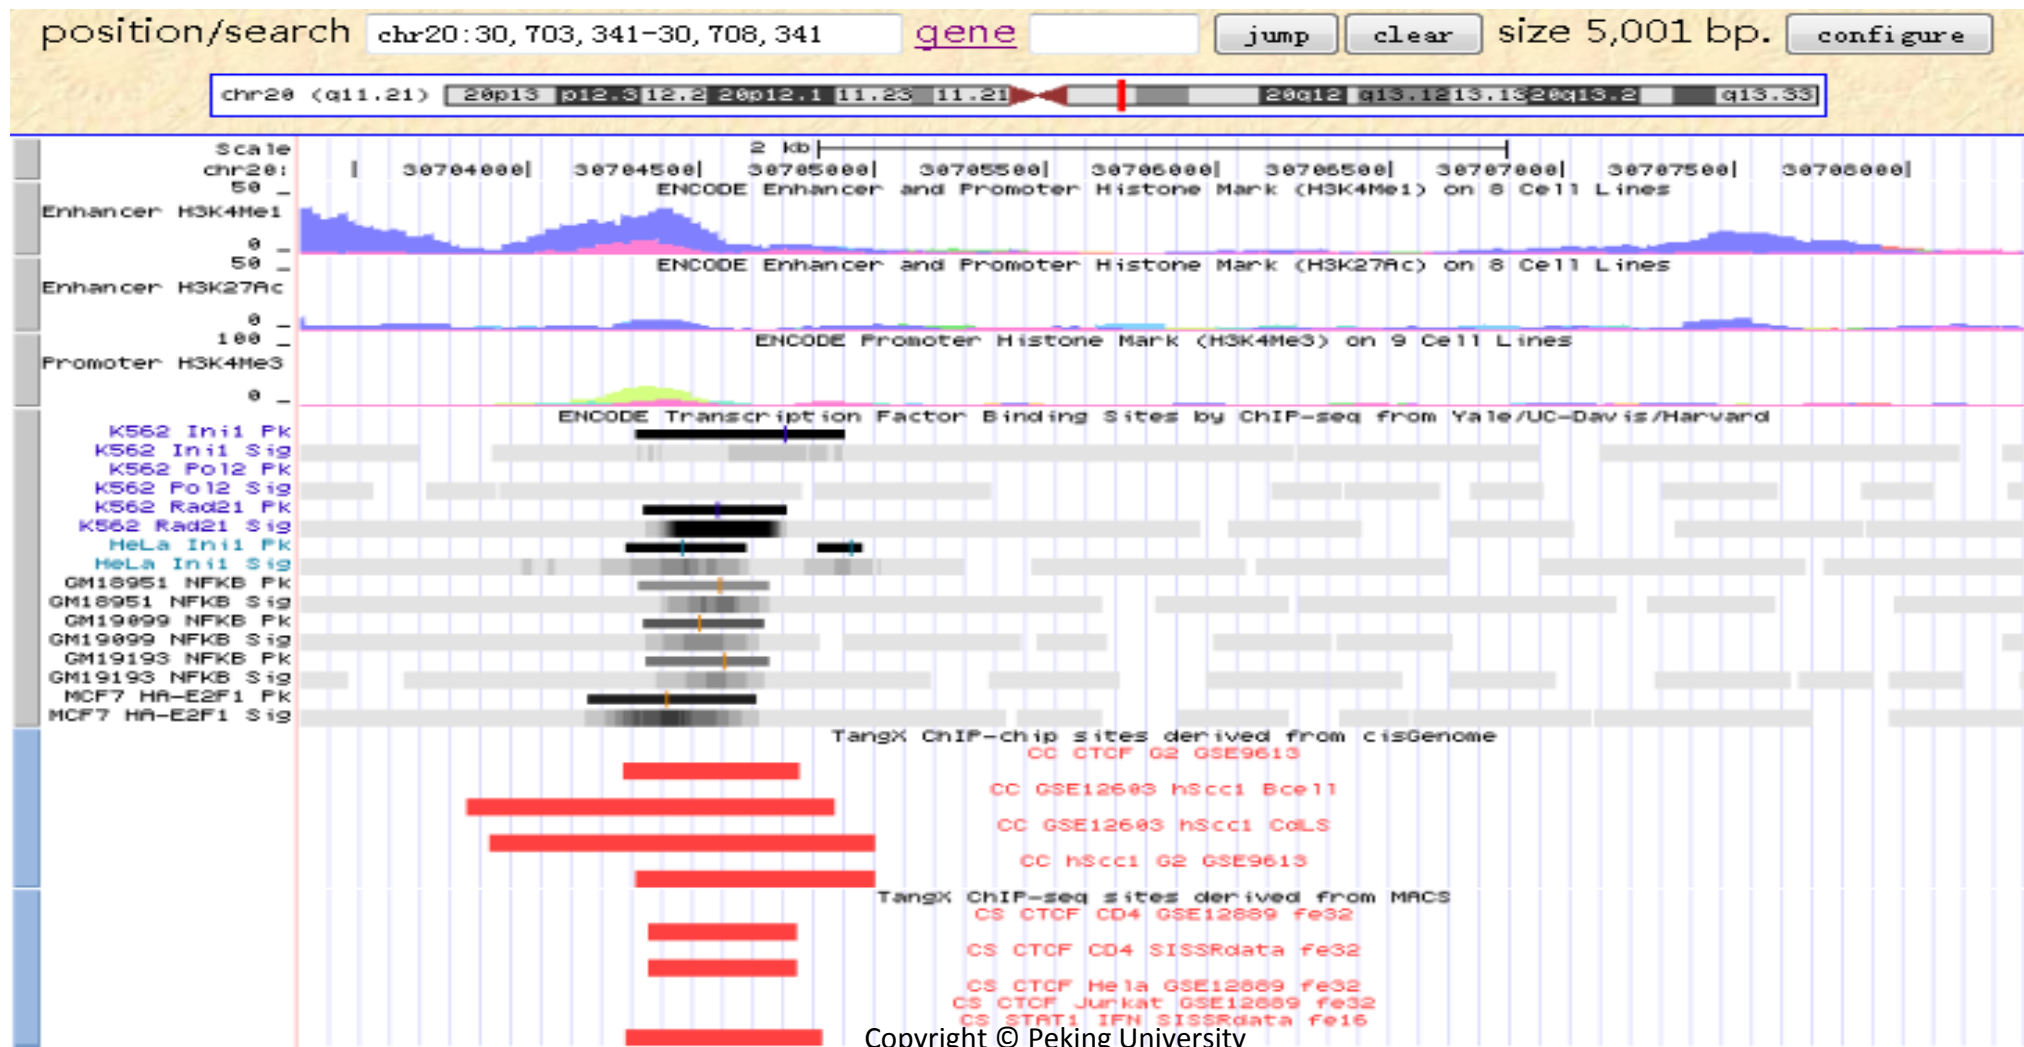 position/search chr20:30,703,341-30,708,341 gene jump clear size 5,001 bp. configure
chr20 (q11.21) 20p13 p12.3 12.2 20p12.1 11.23 11.21 20q12 q13.12 13.13 20q13.2 q13.33
Scale 2 kb
chr20: 30704000 30704500 30705000 30705500 30706000 30706500 30707000 30707500 30708000
ENCODE Enhancer and Promoter Histone Mark (H3K4Me1) on 8 Cell Lines
50
Enhancer H3K4Me1
0
ENCODE Enhancer and Promoter Histone Mark (H3K27Ac) on 8 Cell Lines
50
Enhancer H3K27Ac
0
ENCODE Promoter Histone Mark (H3K4Me3) on 9 Cell Lines
100
Promoter H3K4Me3
0
ENCODE Transcription Factor Binding Sites by ChIP-seq from Yale/UC-Davis/Harvard
K562 Ini1 Pk
K562 Ini1 Sig
K562 Pol2 Pk
K562 Pol2 Sig
K562 Rad21 Pk
K562 Rad21 Sig
HeLa Ini1 Pk
HeLa Ini1 Sig
GM18951 NFKB Pk
GM18951 NFKB Sig
GM19099 NFKB Pk
GM19099 NFKB Sig
GM19193 NFKB Pk
GM19193 NFKB Sig
MCF7 HA-E2F1 Pk
MCF7 HA-E2F1 Sig
TangX ChIP-chip sites derived from cisGenome
CC CTCF G2 GSE9613
CC GSE12603 hScc1 Bcell
CC GSE12603 hScc1 CdLS
CC hScc1 G2 GSE9613
TangX ChIP-seq sites derived from MACS
CS CTCF CD4 GSE12889 fe32
CS CTCF CD4 SISSRdata fe32
CS CTCF Hela GSE12889 fe32
CS CTCF Jurkat GSE12889 fe32
CS STAT1 IFN SISSRdata fe16
Copyright © Peking University